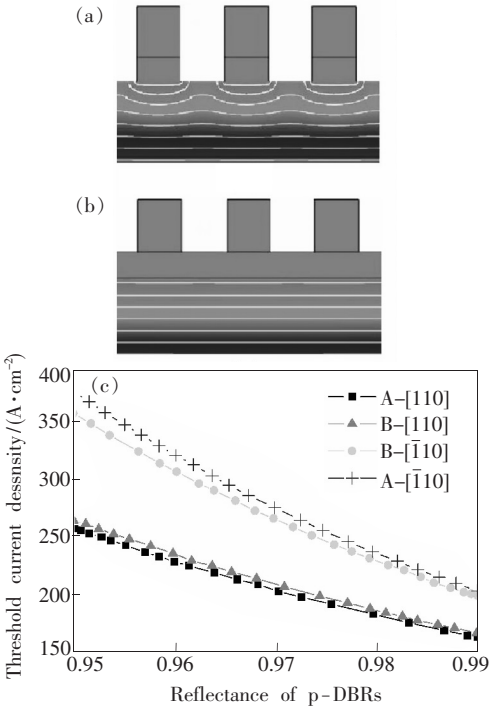 (a)
(b)
(c)
A-[110]
B-[110]
B-[1̄10]
A-[1̄10]
400
350
300
250
200
150
Threshold current dessnsity/(A·cm⁻²)
0.95 0.96 0.97 0.98 0.99
Reflectance of p-DBRs